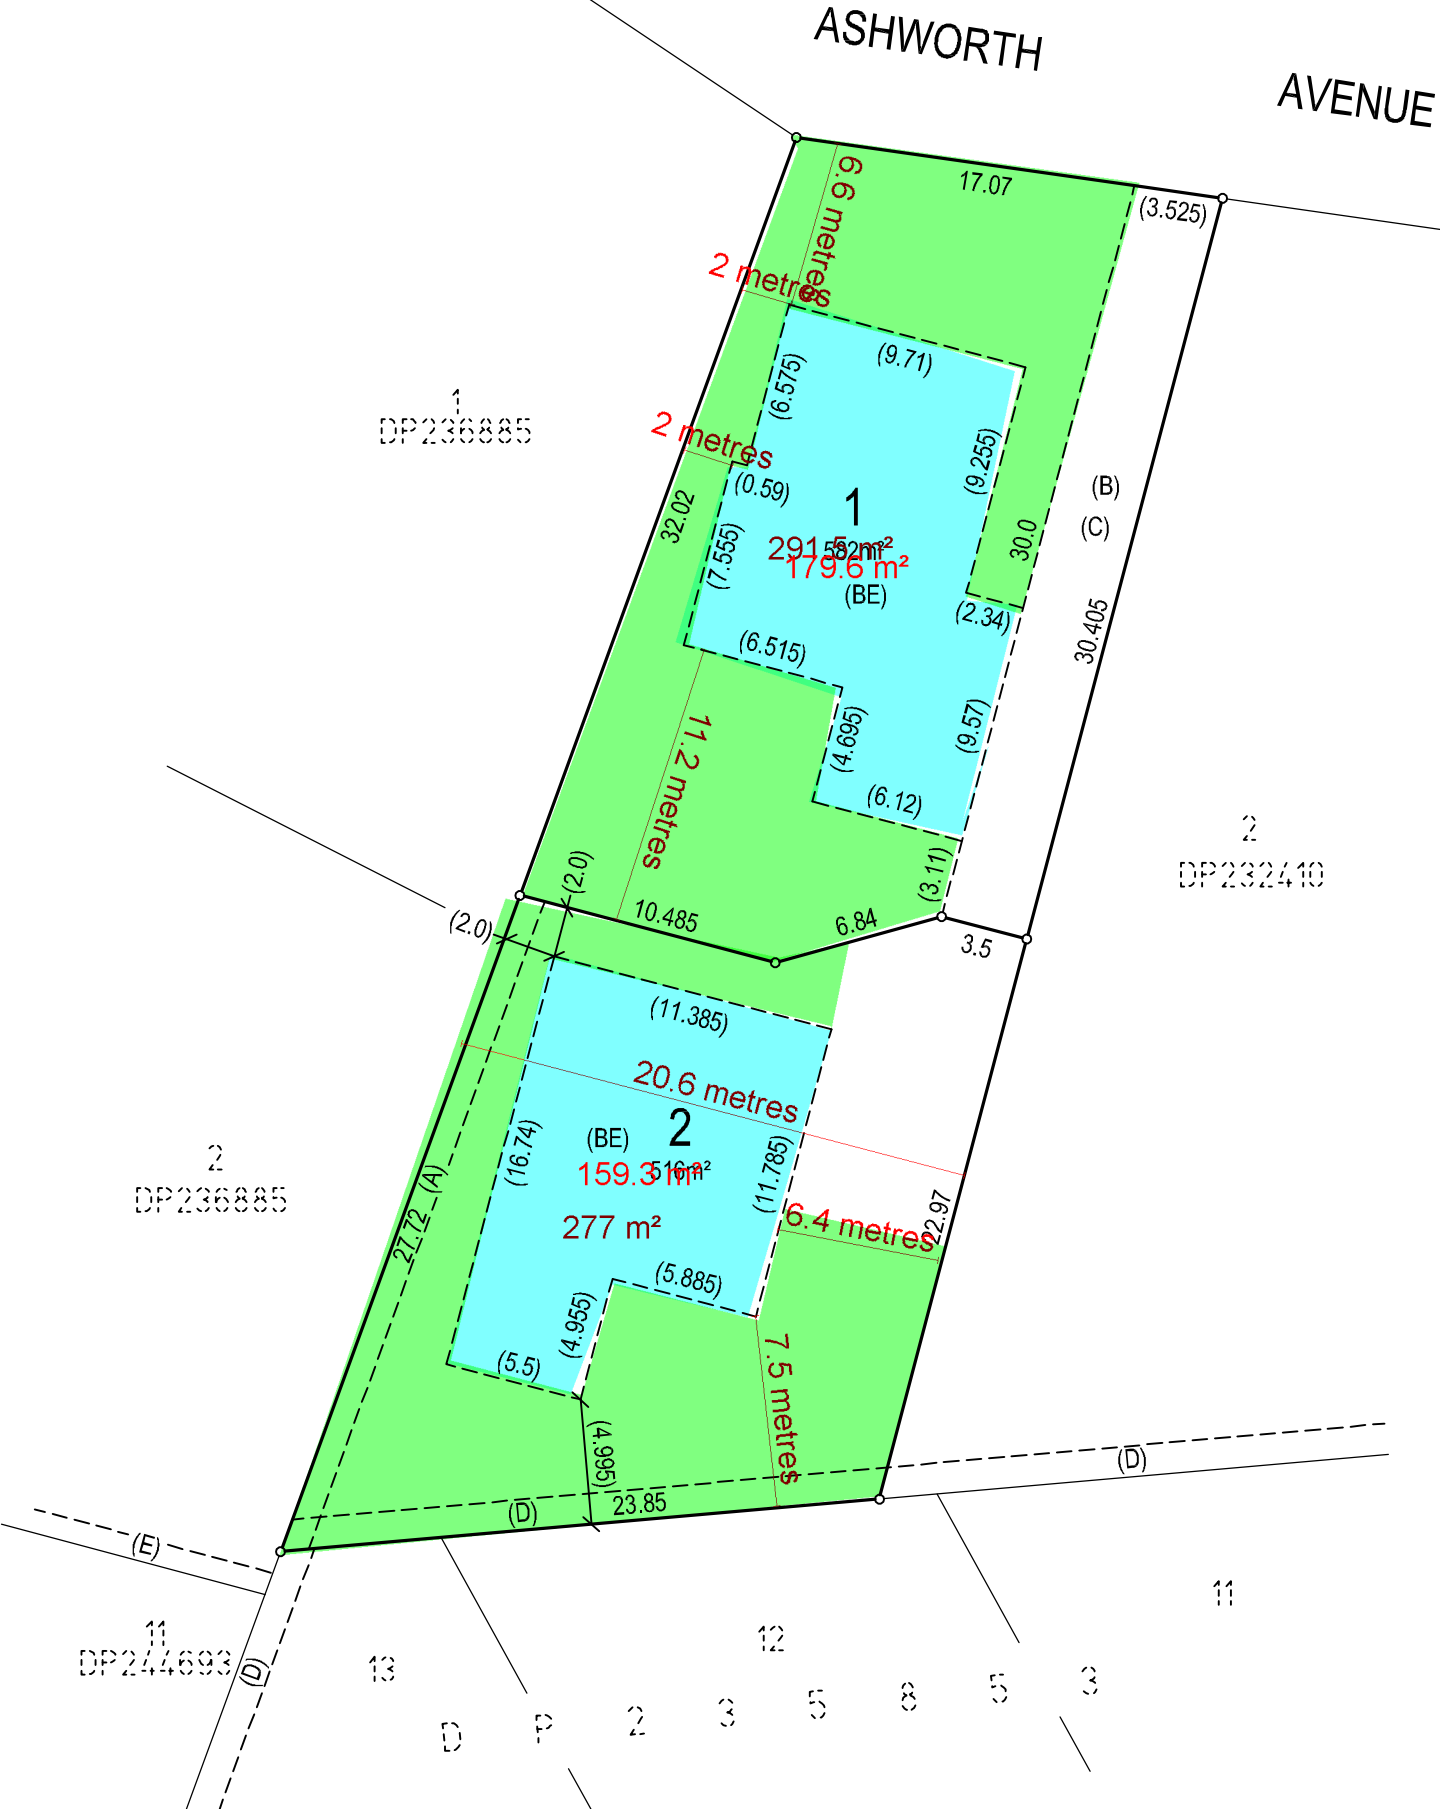 ASHWORTH
AVENUE
17.07
(3.525)
6.6 metres
2 metres
(9.71)
(6.575)
1
DP236885
2 metres
(0.59)
(9.255)
(B)
(C)
32.02
1
(7.555)
30.0
291.5 m²
582m²
179.6 m²
(BE)
(2.34)
30.405
(6.515)
11.2 metres
(4.695)
(9.57)
(6.12)
2
DP232410
(2.0)
(3.11)
(2.0)
10.485
6.84
3.5
(11.385)
20.6 metres
2
(BE)
516m²
159.3 m²
277 m²
(16.74)
(11.785)
2
DP236885
(A)
27.72
22.97
6.4 metres
(5.885)
(4.955)
(5.5)
7.5 metres
(4.995)
(D)
23.85
(D)
(E)
11
DP244693
(D)
13
12
11
D P 2 3 5 8 5 3